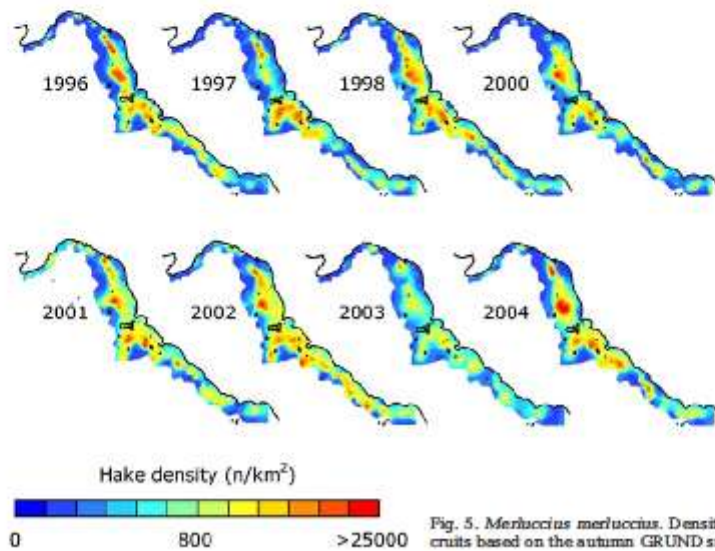 1996
1997
1998
2000
2001
2002
2003
2004
Hake density (n/km²)
0 800 >25000
Fig. 5. Merluccius merluccius. Densit
cruits based on the autumn GRUND s